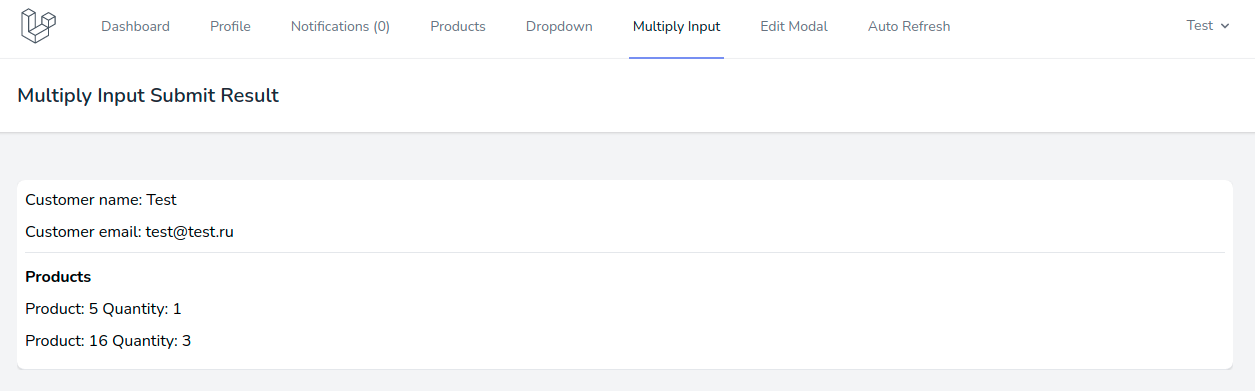 Dashboard Profile Notifications (0) Products Dropdown Multiply Input Edit Modal Auto Refresh Test
Multiply Input Submit Result
Customer name: Test
Customer email: test@test.ru
Products
Product: 5 Quantity: 1
Product: 16 Quantity: 3